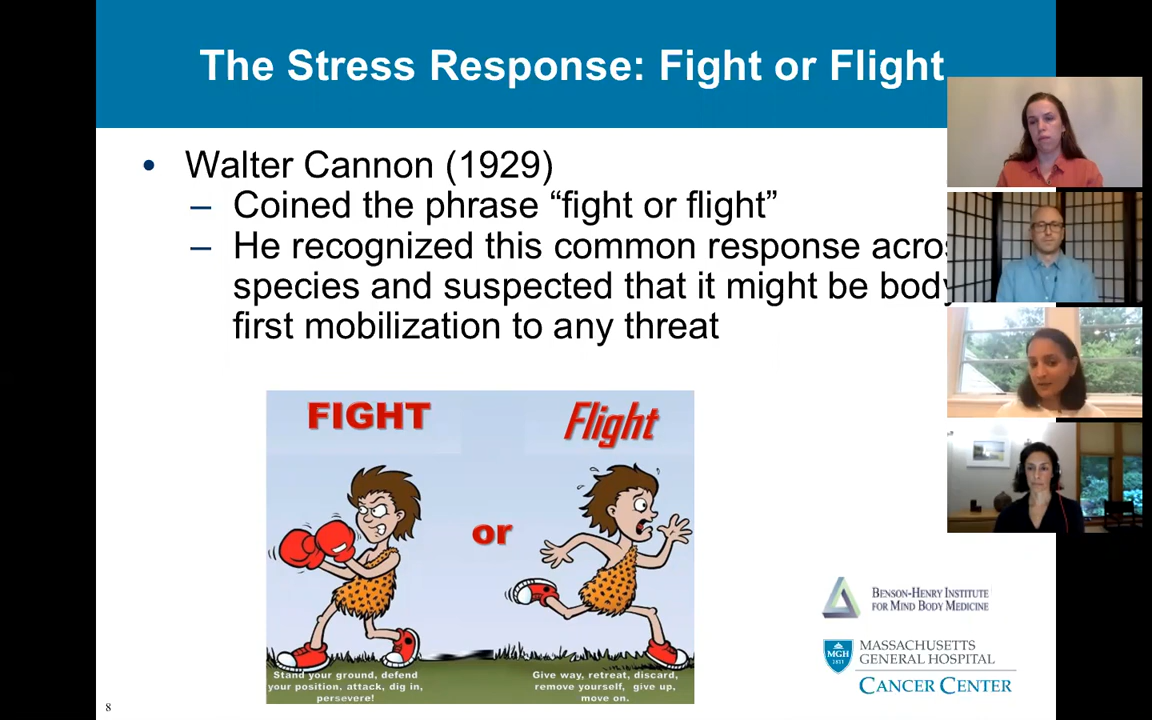 The Stress Response: Fight or Flight
• Walter Cannon (1929)
– Coined the phrase “fight or flight”
– He recognized this common response acros
species and suspected that it might be body
first mobilization to any threat
FIGHT
Flight
or
Stand your ground, defend
your position, attack, dig in,
persevere!
Give way, retreat, discard,
remove yourself, give up,
move on.
BENSON-HENRY INSTITUTE
FOR MIND BODY MEDICINE
MGH
1811
MASSACHUSETTS
GENERAL HOSPITAL
CANCER CENTER
8